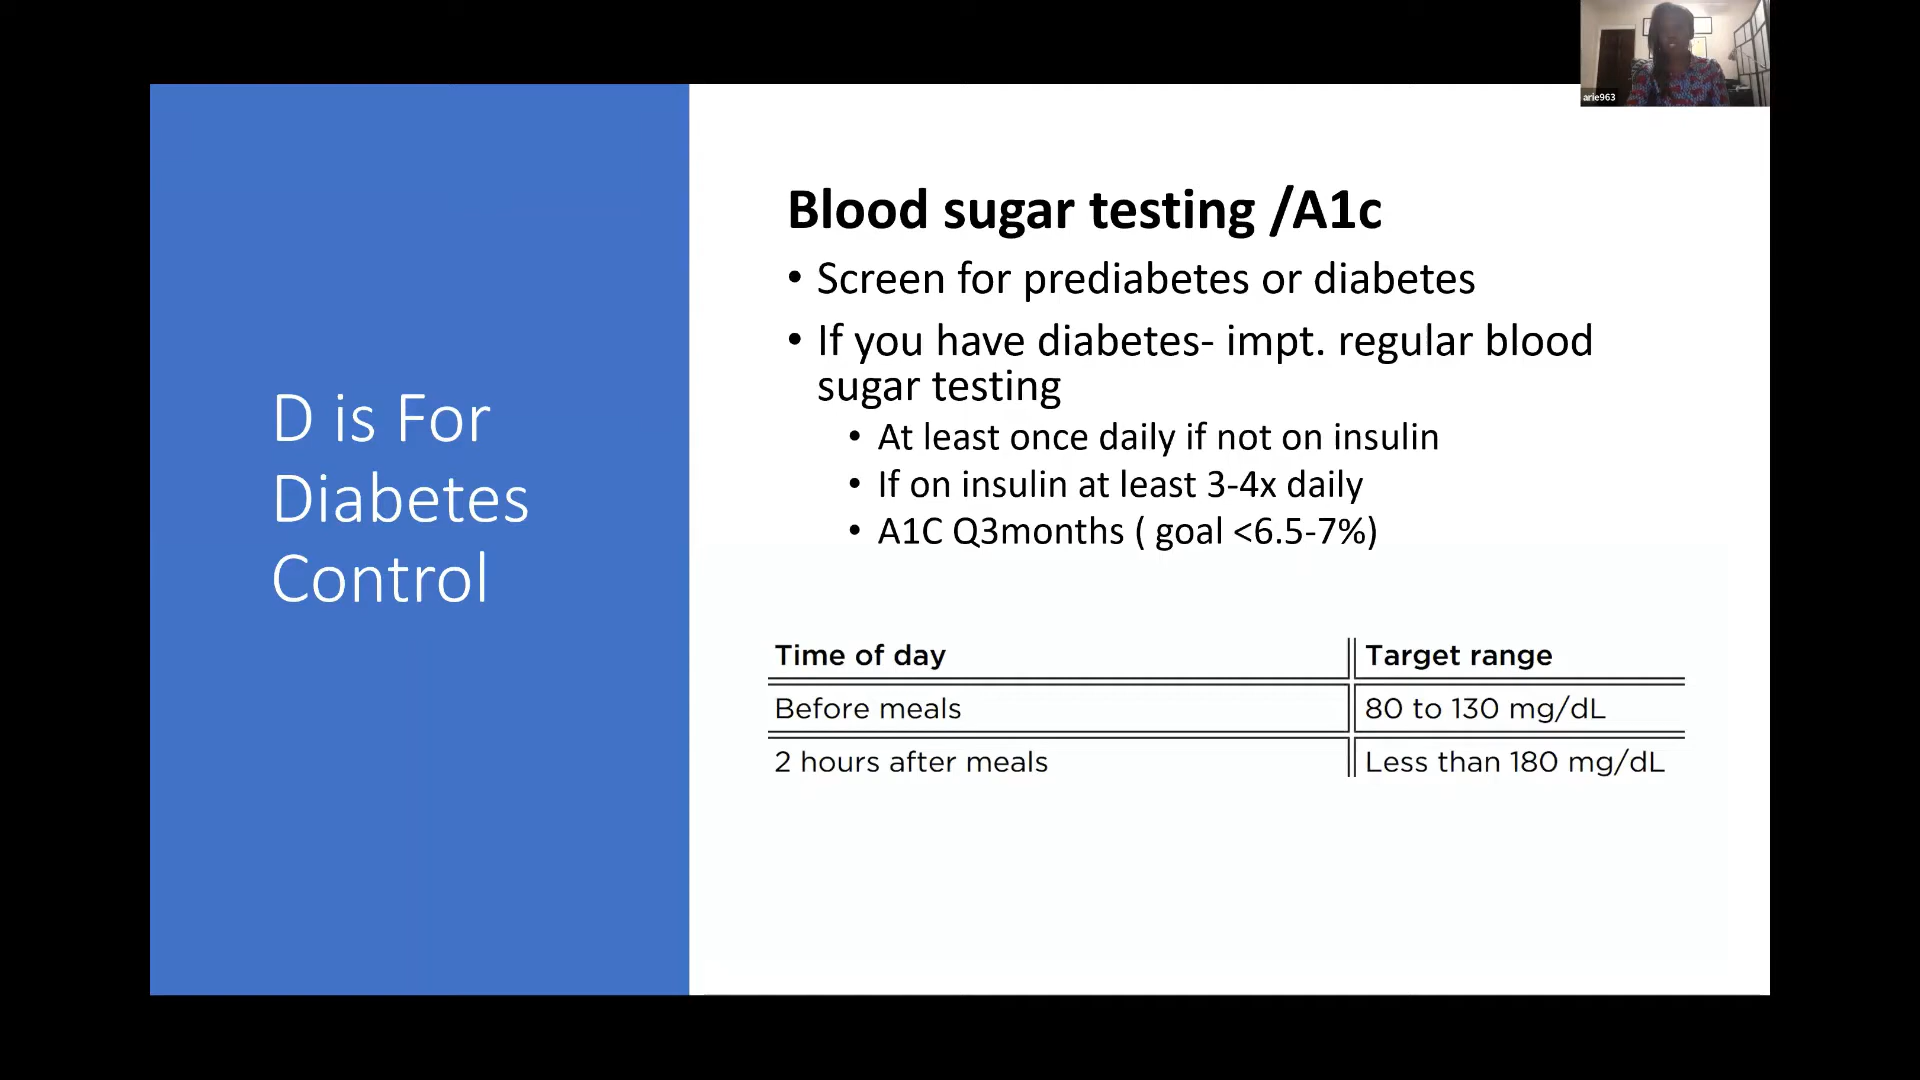 arie963
D is For
Diabetes
Control
Blood sugar testing /A1c
• Screen for prediabetes or diabetes
• If you have diabetes- impt. regular blood
sugar testing
• At least once daily if not on insulin
• If on insulin at least 3-4x daily
• A1C Q3months ( goal <6.5-7%)
Time of day Target range
Before meals 80 to 130 mg/dL
2 hours after meals Less than 180 mg/dL